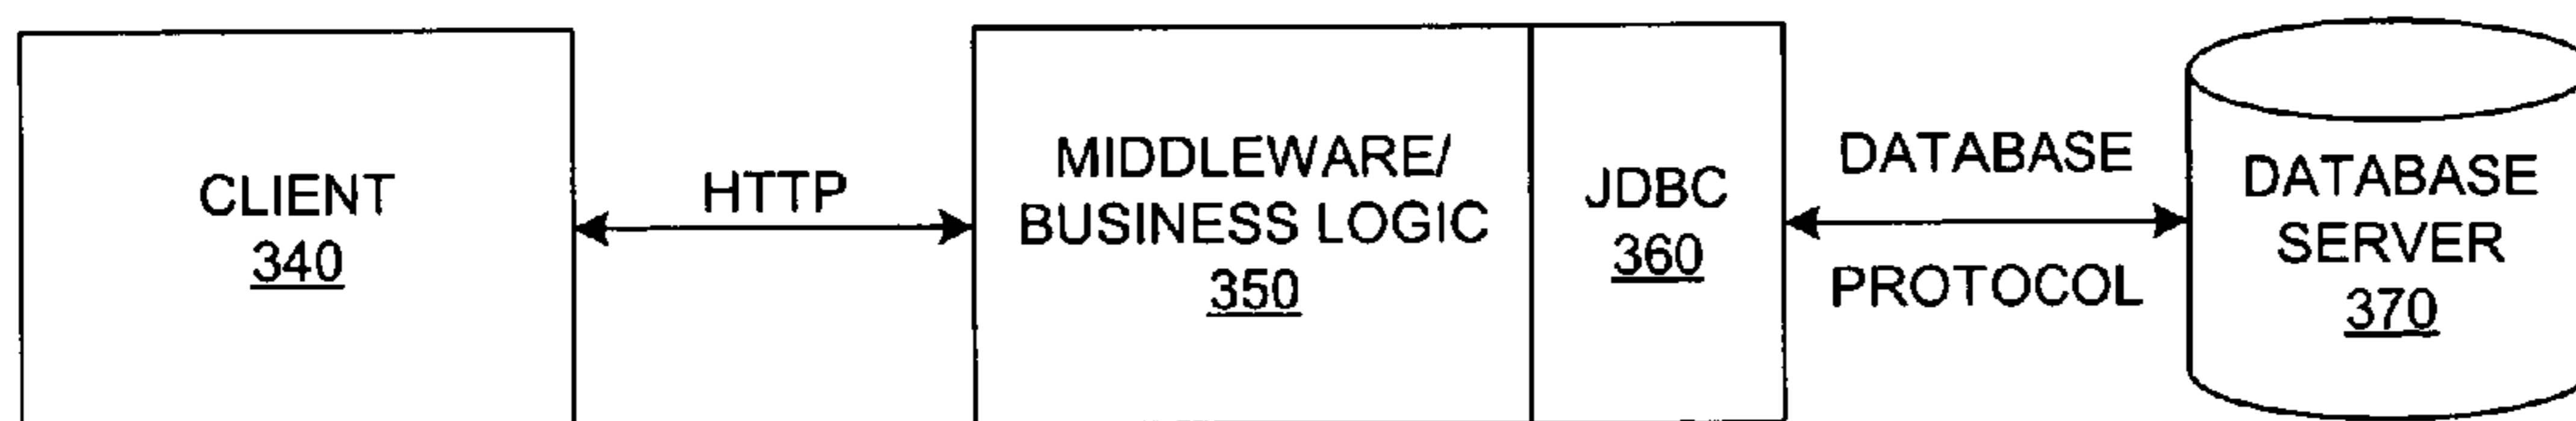 CLIENT
340
HTTP
MIDDLEWARE/
BUSINESS LOGIC
350
JDBC
360
DATABASE
PROTOCOL
DATABASE
SERVER
370